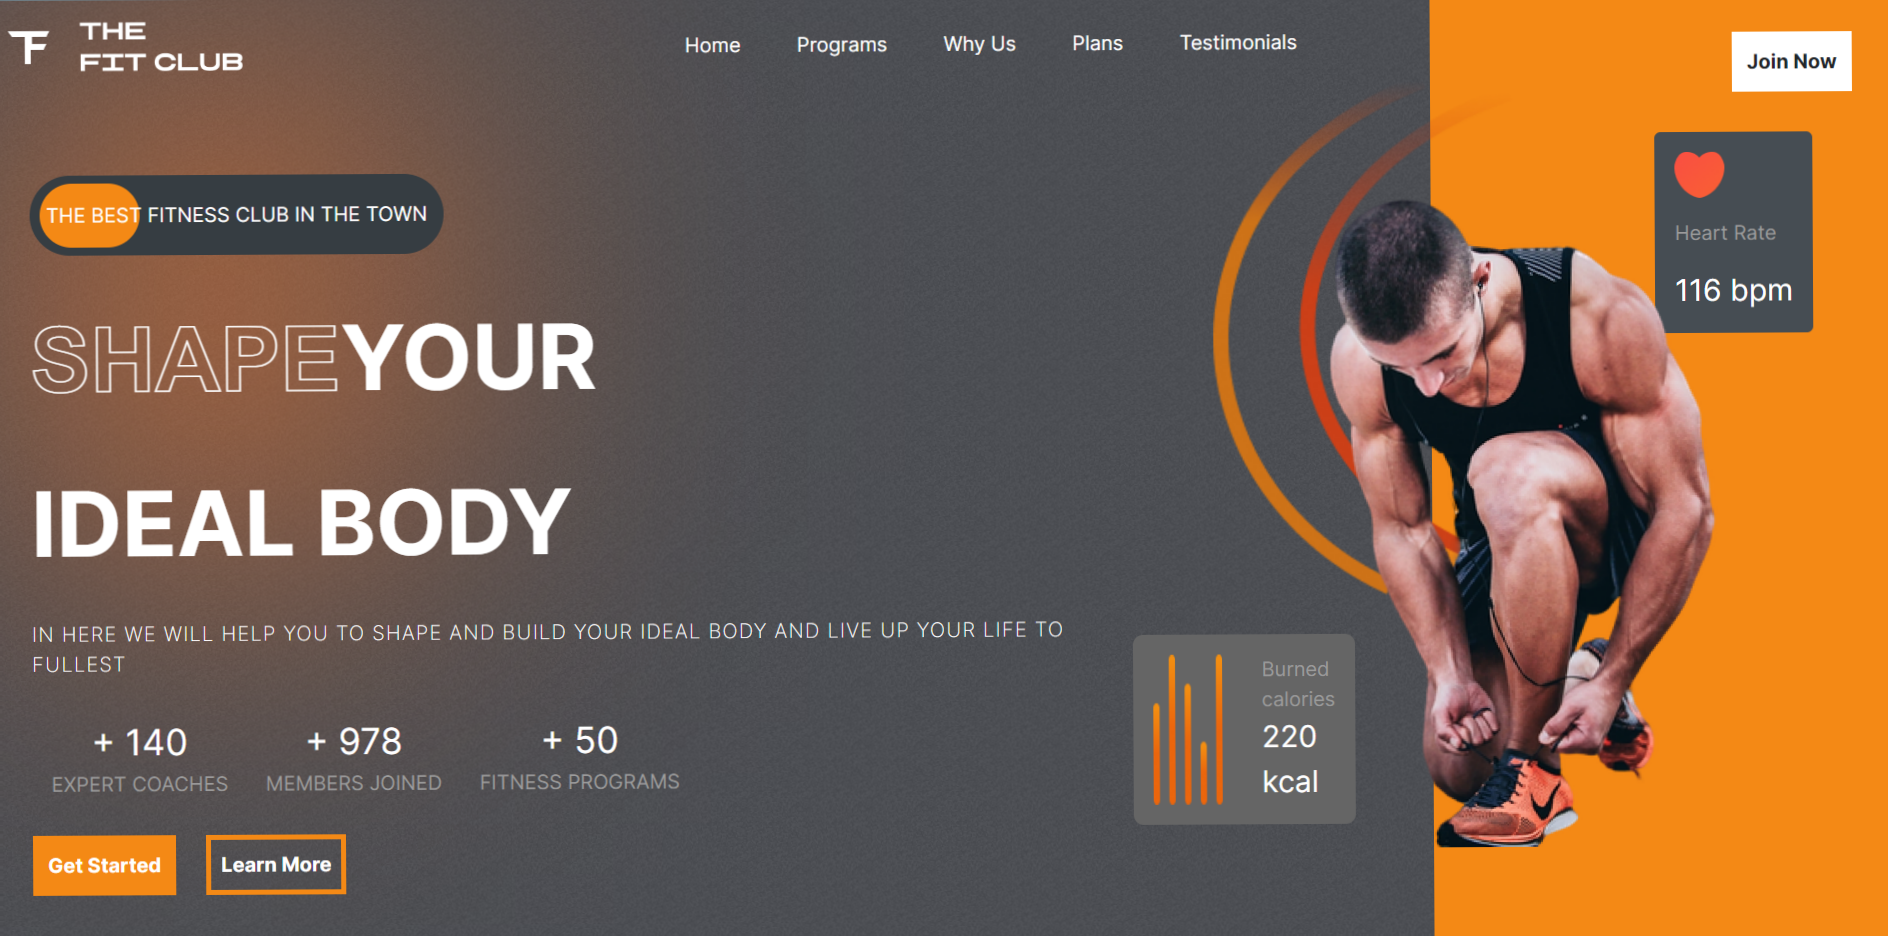 THE
FIT CLUB
Home
Programs
Why Us
Plans
Testimonials
Join Now
THE BEST FITNESS CLUB IN THE TOWN
Heart Rate
116 bpm
SHAPEYOUR
IDEAL BODY
IN HERE WE WILL HELP YOU TO SHAPE AND BUILD YOUR IDEAL BODY AND LIVE UP YOUR LIFE TO
FULLEST
Burned
calories
220
kcal
+ 140
EXPERT COACHES
+ 978
MEMBERS JOINED
+ 50
FITNESS PROGRAMS
Get Started
Learn More